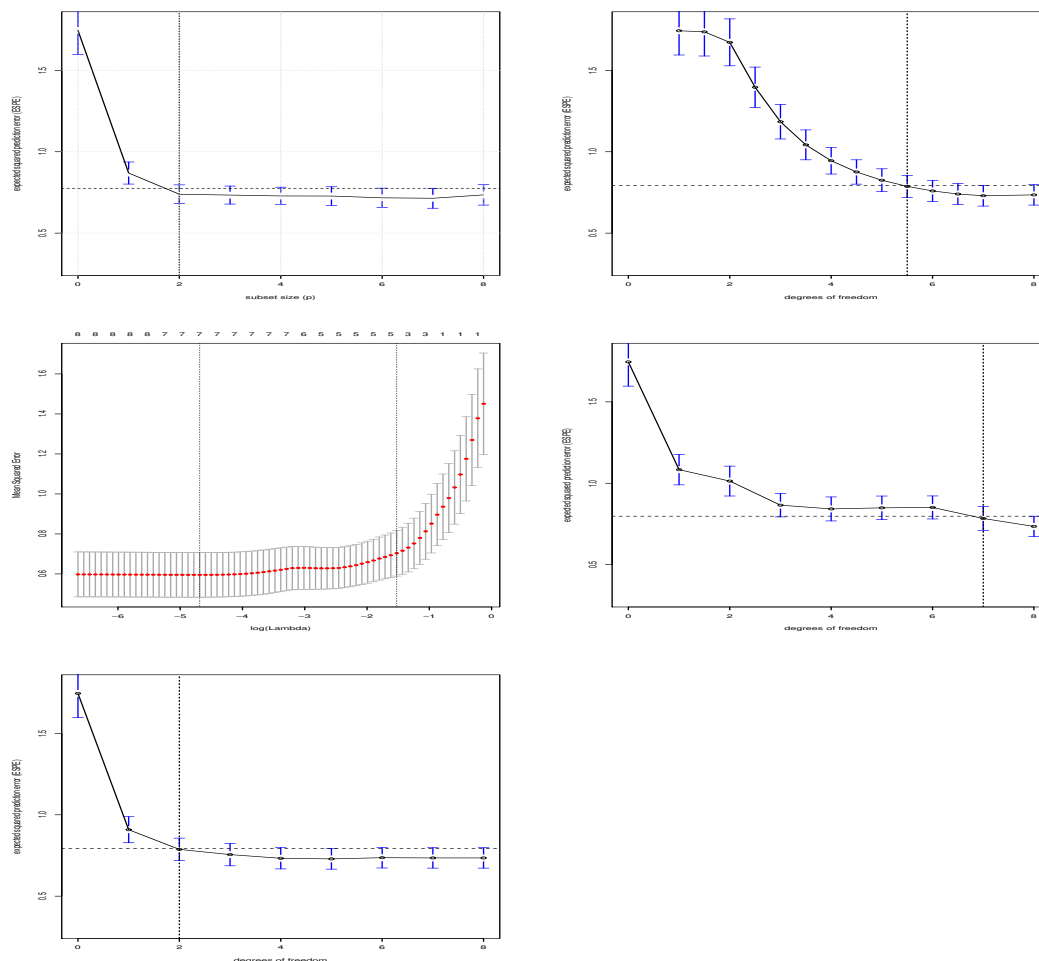 expected squared prediction error (ESPE)
1.5
1.0
0.5
0 2 4 6 8
subset size (p)
expected squared prediction error (ESPE)
1.5
1.0
0.5
0 2 4 6 8
degrees of freedom
8 8 8 8 8 7 7 7 7 7 7 7 7 6 5 5 5 5 5 3 3 1 1 1
Mean Squared Error
1.6
1.4
1.2
1.0
0.8
0.6
−6 −5 −4 −3 −2 −1 0
log(Lambda)
expected squared prediction error (ESPE)
1.5
1.0
0.5
0 2 4 6 8
degrees of freedom
expected squared prediction error (ESPE)
1.5
1.0
0.5
0 2 4 6 8
degrees of freedom